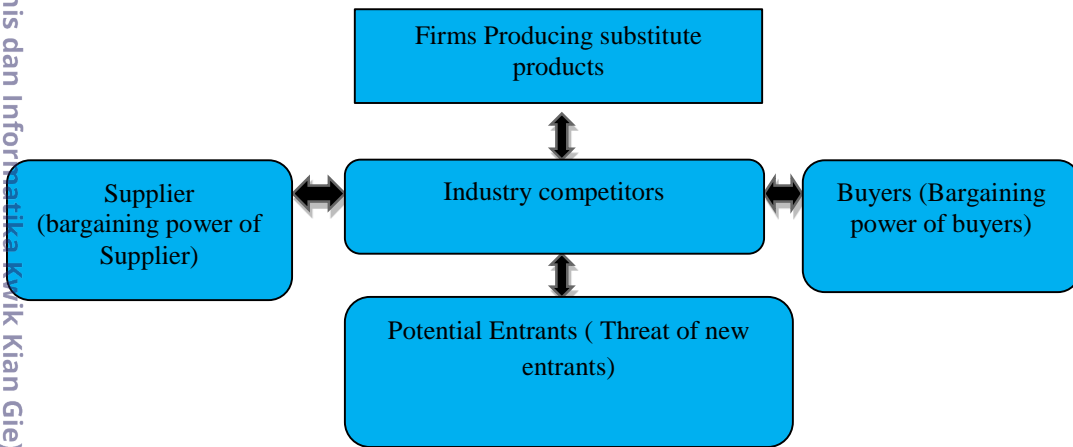 Firms Producing substitute
products
Supplier
(bargaining power of
Supplier)
Industry competitors
Buyers (Bargaining
power of buyers)
Potential Entrants ( Threat of new
entrants)
dan Informatika Kwik Kian Gie)